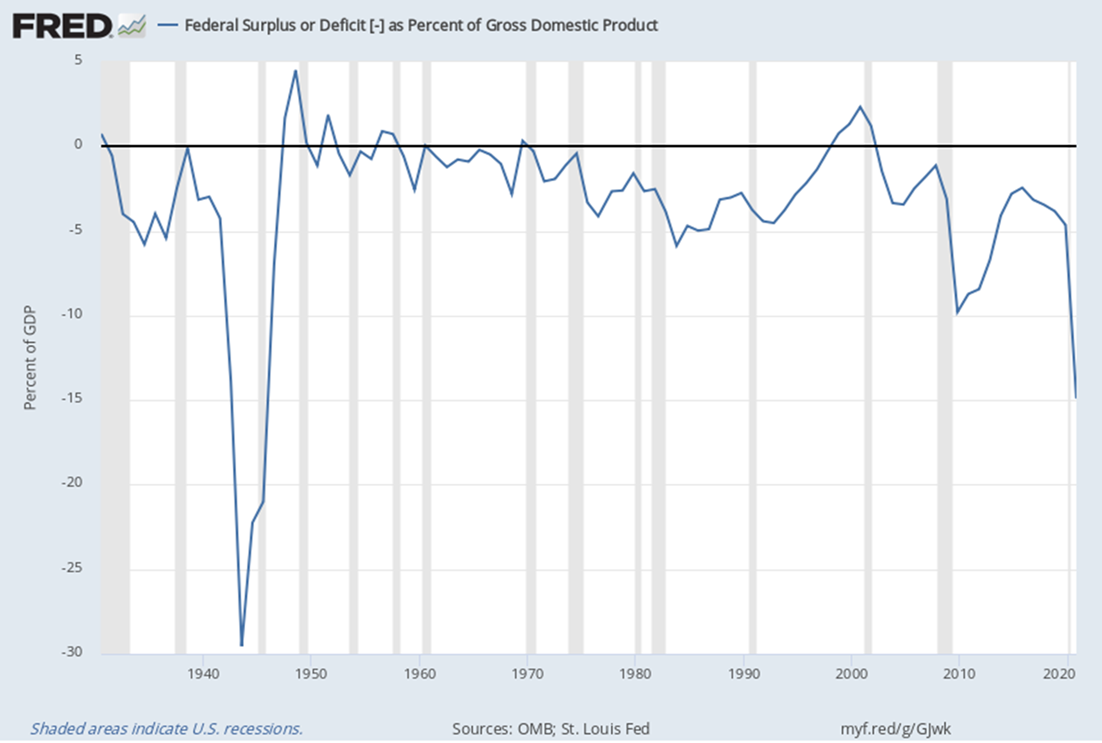 FRED
Federal Surplus or Deficit [-] as Percent of Gross Domestic Product
5
0
-5
-10
-15
-20
-25
-30
Percent of GDP
1940 1950 1960 1970 1980 1990 2000 2010 2020
Shaded areas indicate U.S. recessions. Sources: OMB; St. Louis Fed myf.red/g/GJwk